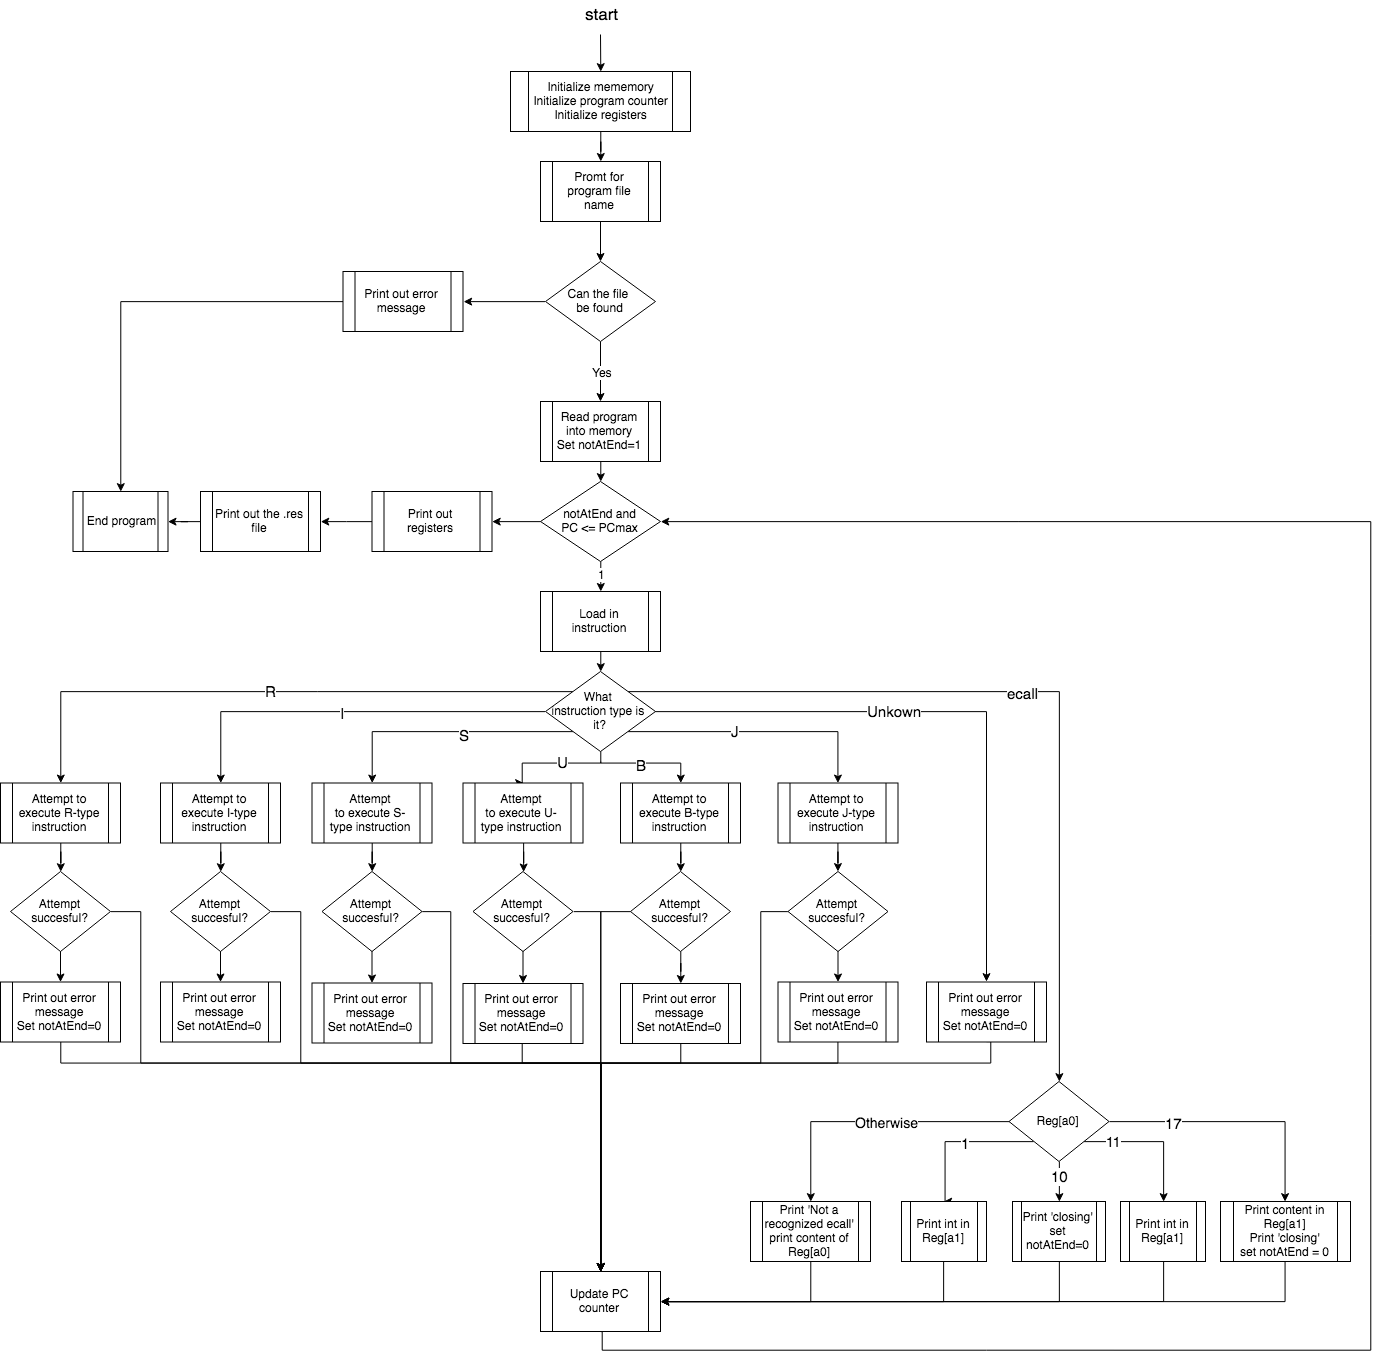 start
Initialize mememory
Initialize program counter
Initialize registers
Promt for
program file
name
Can the file
be found
Print out error
message
Yes
Read program
into memory
Set notAtEnd=1
notAtEnd and
PC <= PCmax
Print out
registers
Print out the .res
file
End program
1
Load in
instruction
What
instruction type is
it?
R
I
S
U
B
J
Unkown
ecall
Attempt to
execute R-type
instruction
Attempt to
execute I-type
instruction
Attempt
to execute S-
type instruction
Attempt
to execute U-
type instruction
Attempt to
execute B-type
instruction
Attempt to
execute J-type
instruction
Attempt
succesful?
Attempt
succesful?
Attempt
succesful?
Attempt
succesful?
Attempt
succesful?
Attempt
succesful?
Print out error
message
Set notAtEnd=0
Print out error
message
Set notAtEnd=0
Print out error
message
Set notAtEnd=0
Print out error
message
Set notAtEnd=0
Print out error
message
Set notAtEnd=0
Print out error
message
Set notAtEnd=0
Print out error
message
Set notAtEnd=0
Reg[a0]
Otherwise
1
10
11
17
Print 'Not a
recognized ecall'
print content of
Reg[a0]
Print int in
Reg[a1]
Print 'closing'
set
notAtEnd=0
Print int in
Reg[a1]
Print content in
Reg[a1]
Print 'closing'
set notAtEnd = 0
Update PC
counter